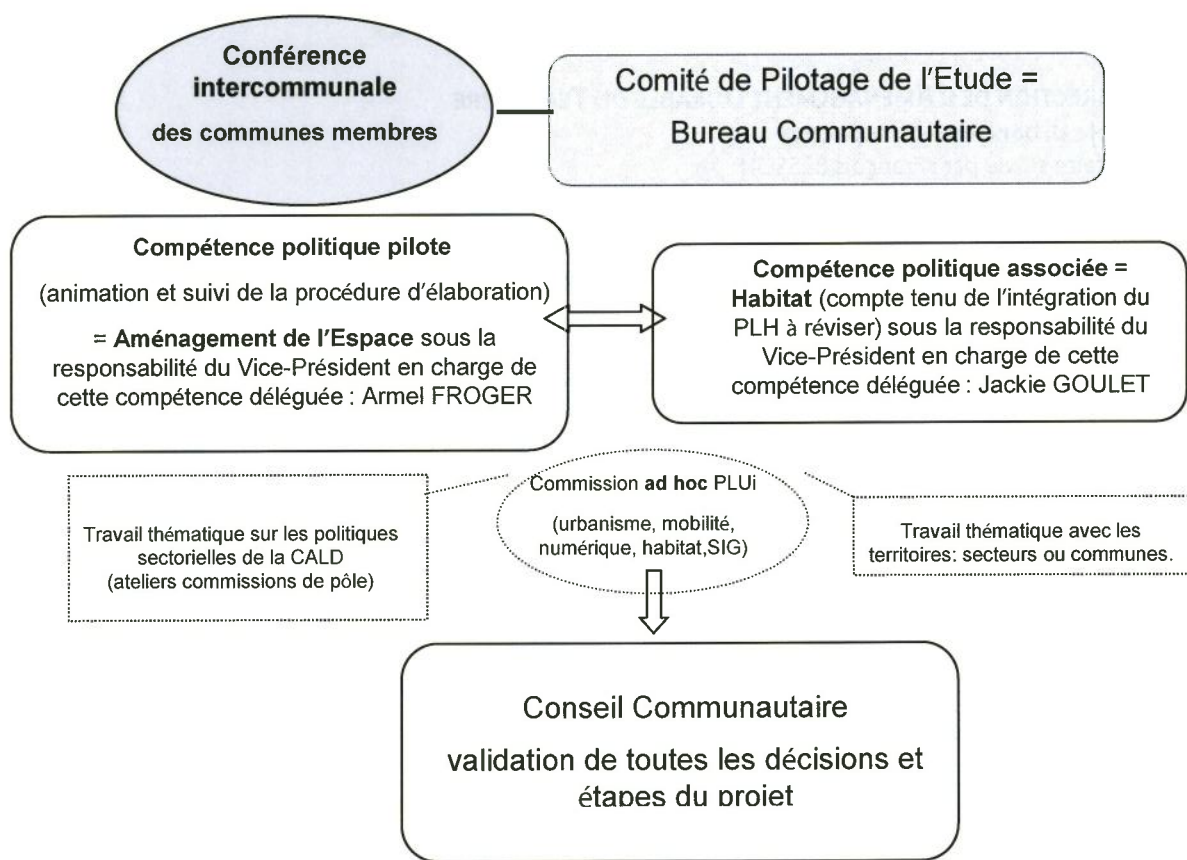 Conférence
intercommunale
des communes membres
Comité de Pilotage de l'Etude =
Bureau Communautaire
Compétence politique pilote
(animation et suivi de la procédure d'élaboration)
= Aménagement de l'Espace sous la
responsabilité du Vice-Président en charge de
cette compétence déléguée : Armel FROGER
Compétence politique associée =
Habitat (compte tenu de l'intégration du
PLH à réviser) sous la responsabilité du
Vice-Président en charge de cette
compétence déléguée : Jackie GOULET
Travail thématique sur les politiques
sectorielles de la CALD
(ateliers commissions de pôle)
Commission ad hoc PLUi
(urbanisme, mobilité,
numérique, habitat,SIG)
Travail thématique avec les
territoires: secteurs ou communes.
Conseil Communautaire
validation de toutes les décisions et
étapes du projet